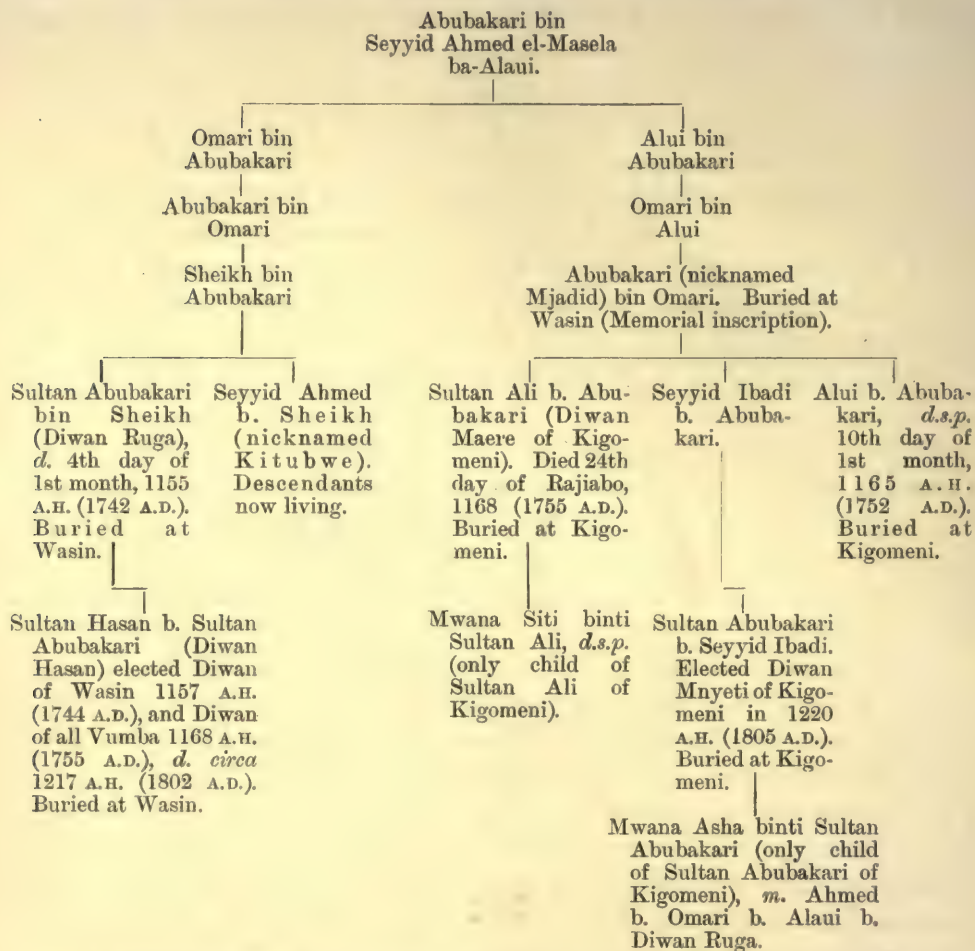 Abubakari bin
Seyyid Ahmed el-Masela
ba-Alaui.
Omari bin
Abubakari
Alui bin
Abubakari
Abubakari bin
Omari
Omari bin
Alui
Sheikh bin
Abubakari
Abubakari (nicknamed
Mjadid) bin Omari. Buried at
Wasin (Memorial inscription).
Sultan Abubakari
bin Sheikh
(Diwan Ruga),
d. 4th day of
1st month, 1155
A.H. (1742 A.D.).
Buried at
Wasin.
Seyyid Ahmed
b. Sheikh
(nicknamed
Kitubwe).
Descendants
now living.
Sultan Ali b. Abu-
bakari (Diwan
Maere of Kigo-
meni). Died 24th
day of Rajiabo,
1168 (1755 A.D.).
Buried at Kigo-
meni.
Seyyid Ibadi
b. Abuba-
kari.
Alui b. Abuba-
kari, d.s.p.
10th day of
1st month,
1165 A.H.
(1752 A.D.).
Buried at
Kigomeni.
Sultan Hasan b. Sultan
Abubakari (Diwan
Hasan) elected Diwan
of Wasin 1157 A.H.
(1744 A.D.), and Diwan
of all Vumba 1168 A.H.
(1755 A.D.), d. circa
1217 A.H. (1802 A.D.).
Buried at Wasin.
Mwana Siti binti
Sultan Ali, d.s.p.
(only child of
Sultan Ali of
Kigomeni).
Sultan Abubakari
b. Seyyid Ibadi.
Elected Diwan
Mnyeti of Kigo-
meni in 1220
A.H. (1805 A.D.).
Buried at Kigo-
meni.
Mwana Asha binti Sultan
Abubakari (only child
of Sultan Abubakari of
Kigomeni), m. Ahmed
b. Omari b. Alaui b.
Diwan Ruga.